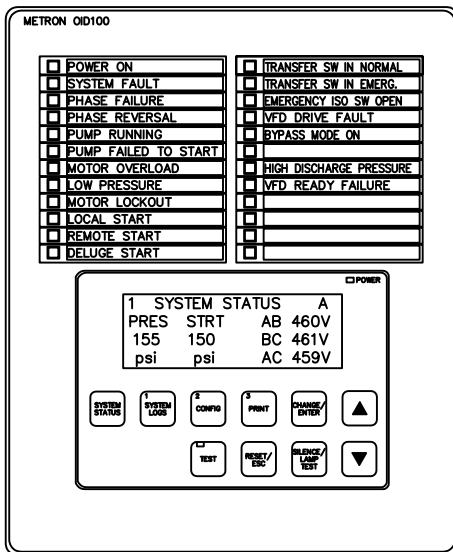 METRON OID100
POWER ON
SYSTEM FAULT
PHASE FAILURE
PHASE REVERSAL
PUMP RUNNING
PUMP FAILED TO START
MOTOR OVERLOAD
LOW PRESSURE
MOTOR LOCKOUT
LOCAL START
REMOTE START
DELUGE START
TRANSFER SW IN NORMAL
TRANSFER SW IN EMERG.
EMERGENCY ISO SW OPEN
VFD DRIVE FAULT
BYPASS MODE ON
HIGH DISCHARGE PRESSURE
VFD READY FAILURE
POWER
1 SYSTEM STATUS A
PRES STRT AB 460V
155 150 BC 461V
psi psi AC 459V
SYSTEM
STATUS
1
SYSTEM
LOGS
2
CONFIG
3
PRINT
CHANGE/
ENTER
TEST
RESET/
ESC
SILENCE/
LAMP
TEST